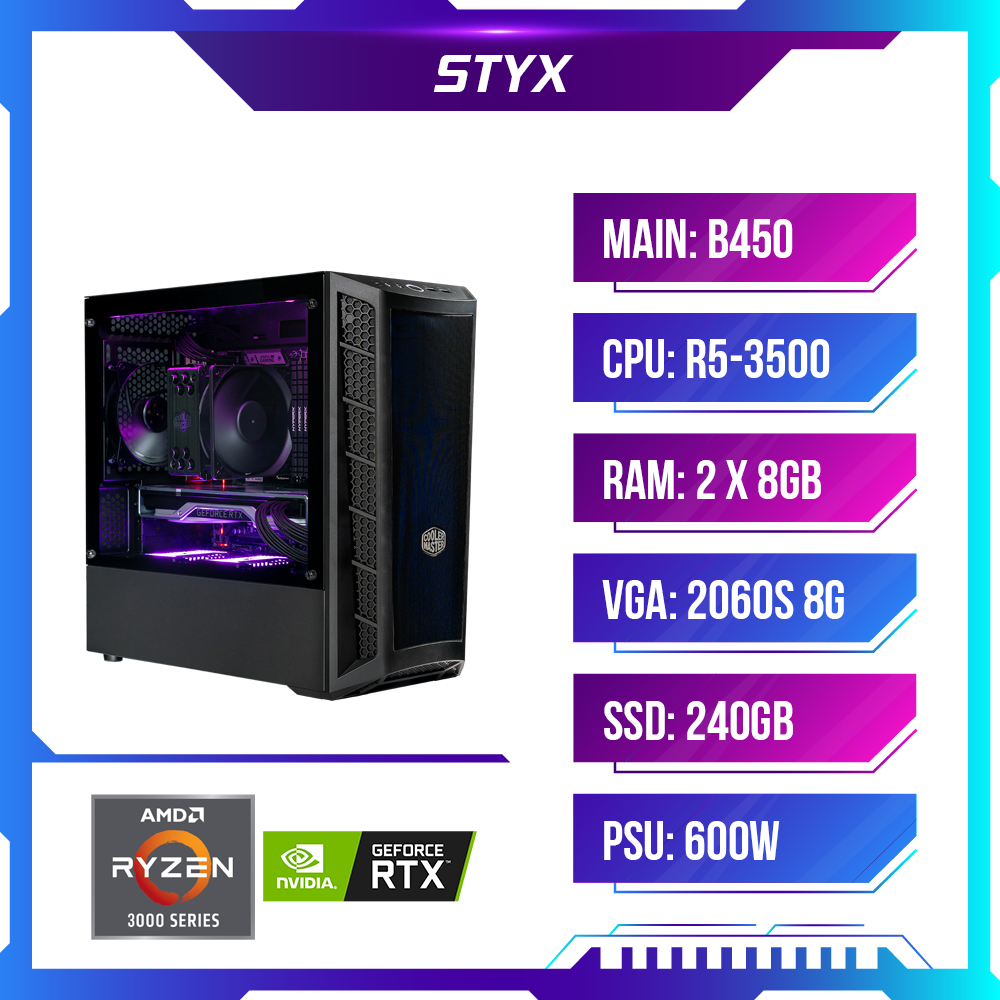 STYX
MAIN: B450
CPU: R5-3500
RAM: 2 X 8GB
VGA: 2060S 8G
SSD: 240GB
PSU: 600W
GEFORCE RTX
COOLER
MASTER
AMD
RYZEN
3000 SERIES
NVIDIA.
GEFORCE
RTX™